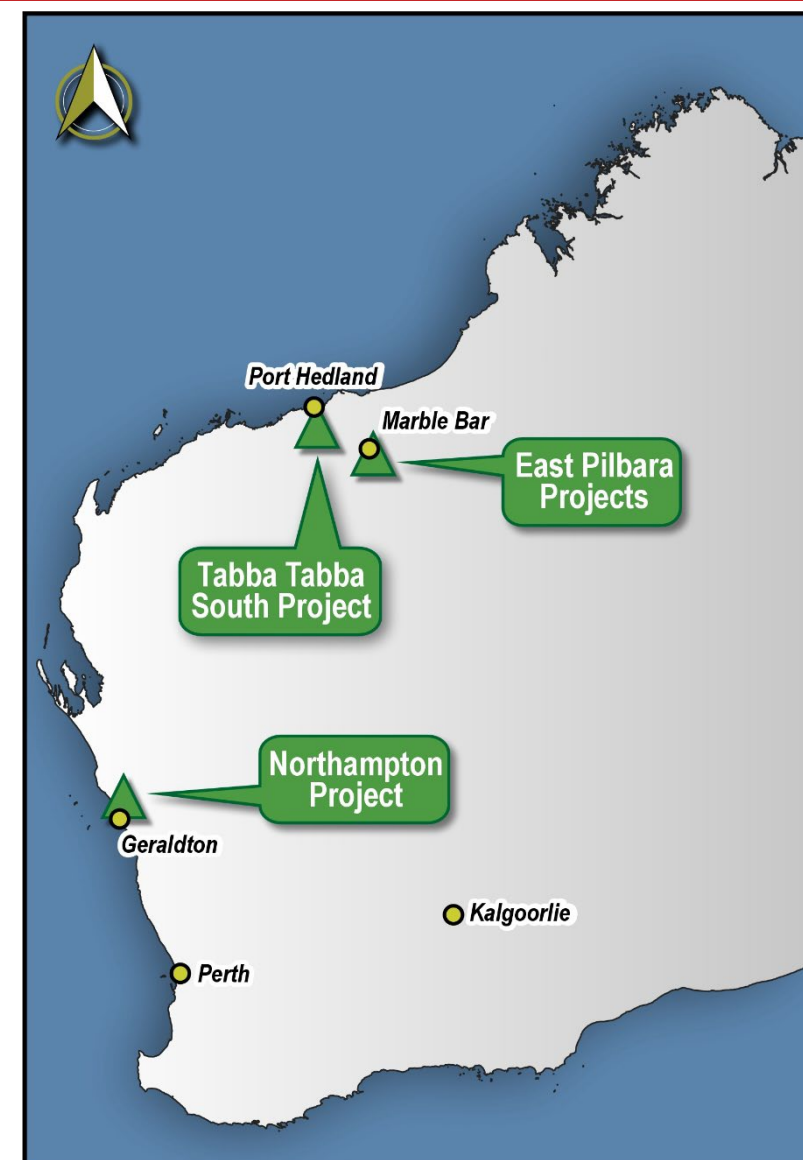 Port Hedland
Marble Bar
East Pilbara
Projects
Tabba Tabba
South Project
Northampton
Project
Geraldton
Kalgoorlie
Perth